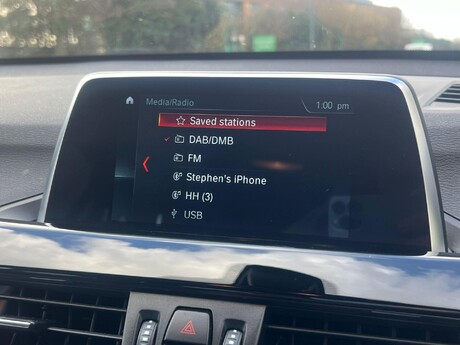 Media/Radio
1:00 pm
Saved stations
DAB/DMB
FM
Stephen's iPhone
HH (3)
USB